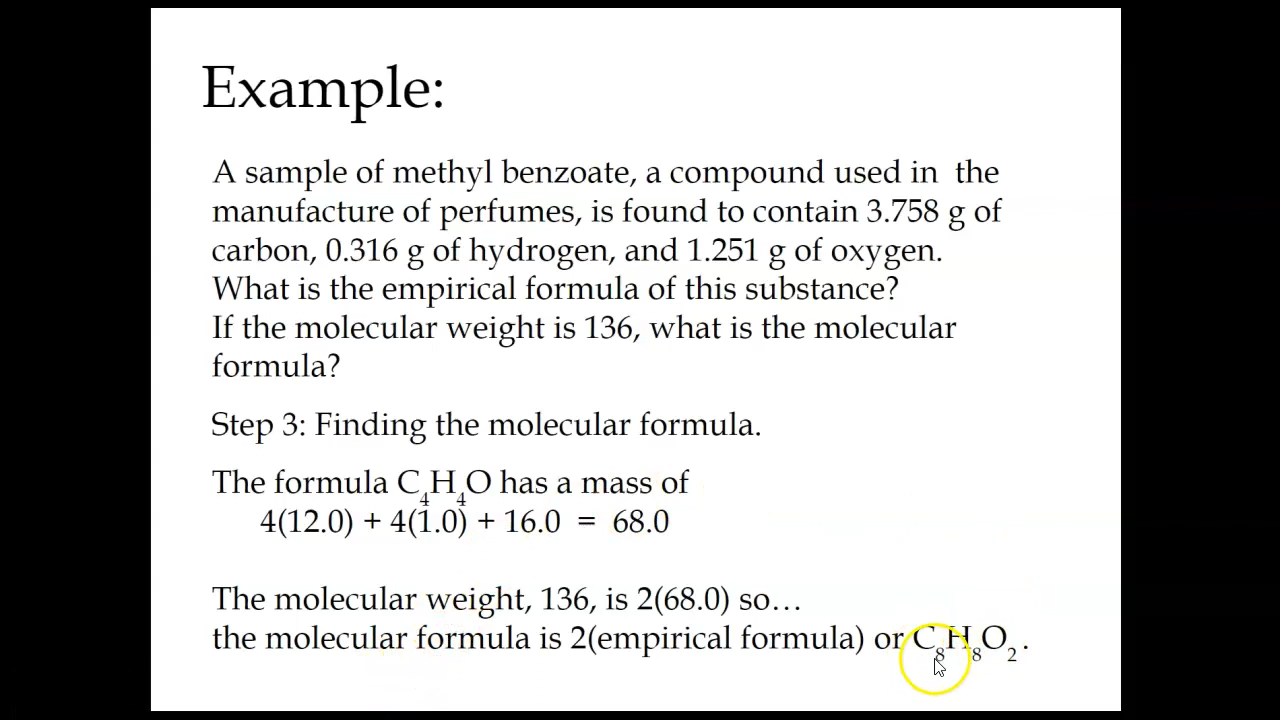 Example:
A sample of methyl benzoate, a compound used in the
manufacture of perfumes, is found to contain 3.758 g of
carbon, 0.316 g of hydrogen, and 1.251 g of oxygen.
What is the empirical formula of this substance?
If the molecular weight is 136, what is the molecular
formula?
Step 3: Finding the molecular formula.
The formula C₄H₄O has a mass of
4(12.0) + 4(1.0) + 16.0 = 68.0
The molecular weight, 136, is 2(68.0) so…
the molecular formula is 2(empirical formula) or C₈H₈O₂ .